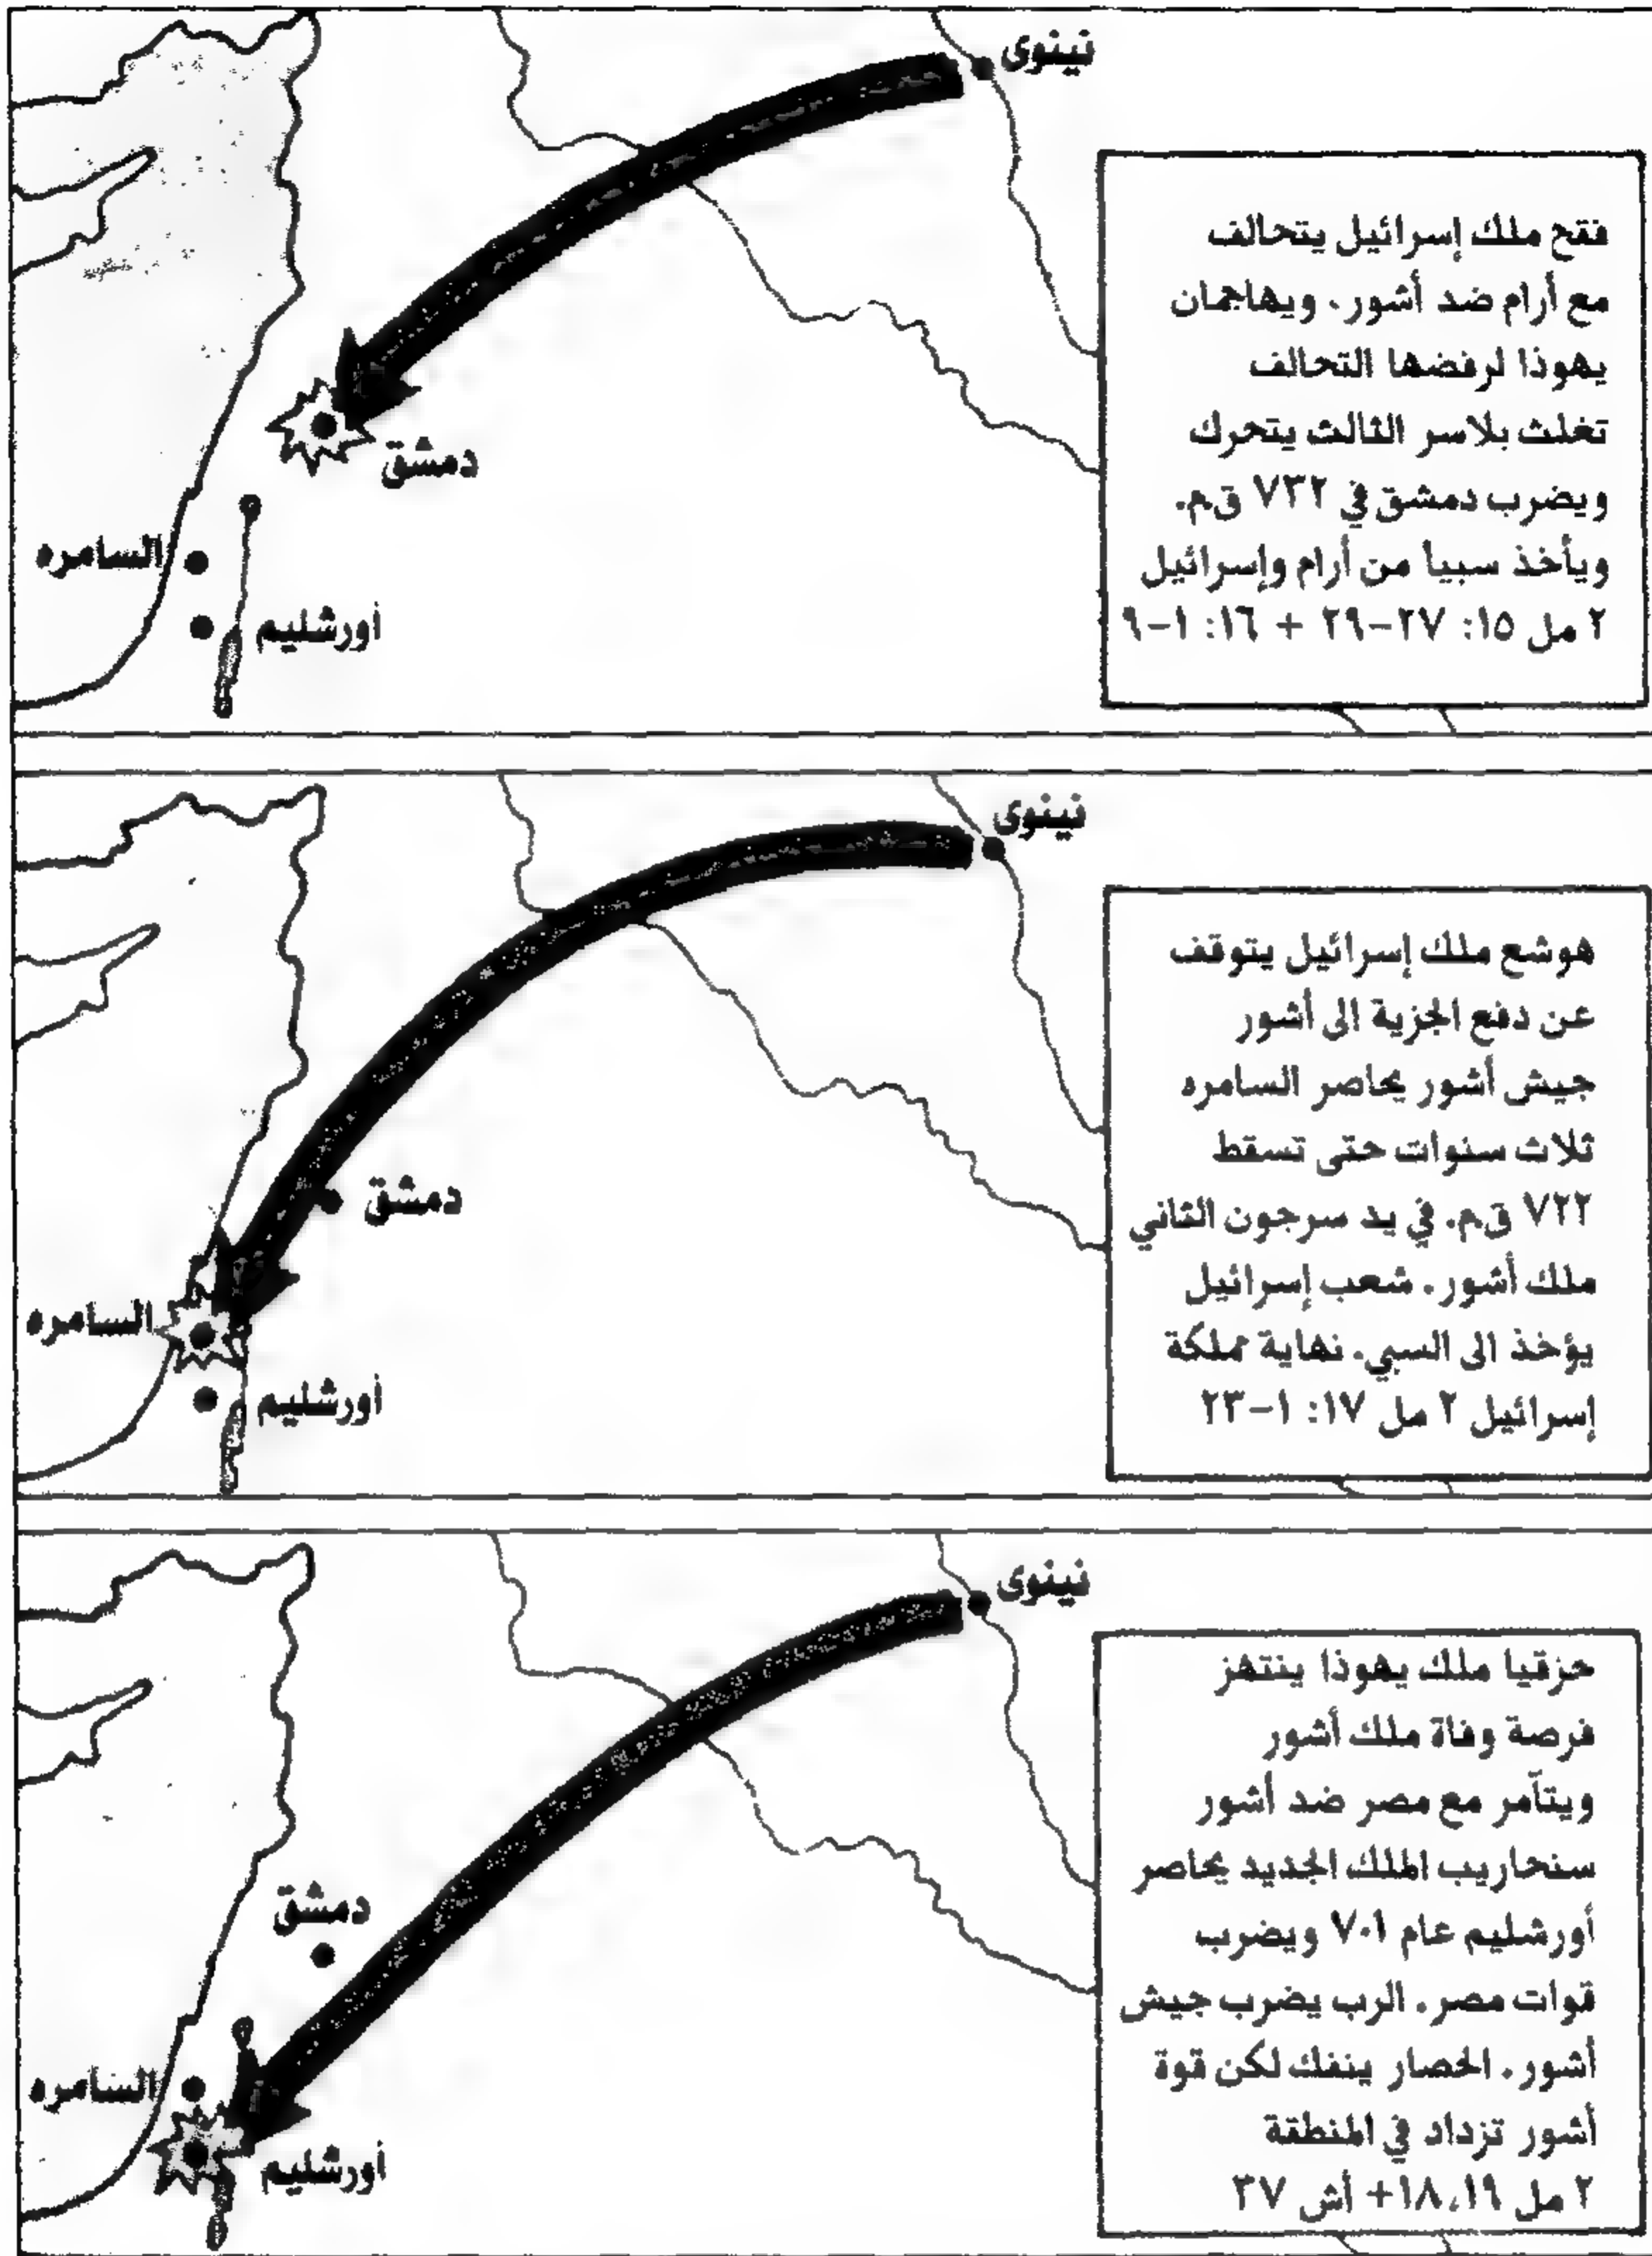 نينوى
فقح ملك إسرائيل يتحالف
مع أرام ضد أشور. ويهاجمان
يهوذا لرفضها التحالف
تغلث بلاسر الثالث يتحرك
ويضرب دمشق في ٧٣٢ ق.م.
ويأخذ سبياً من أرام وإسرائيل
٢ مل ١٥: ٢٧-٢٩ + ١٦: ١-٩
دمشق
السامره
أورشليم
نينوى
هوشع ملك إسرائيل يتوقف
عن دفع الجزية الى أشور
جيش أشور يحاصر السامره
ثلاث سنوات حتى تسقط
٧٢٢ ق.م. في يد سرجون الثاني
ملك أشور. شعب إسرائيل
يؤخذ الى السبي. نهاية مملكة
إسرائيل ٢ مل ١٧: ١-٢٣
دمشق
السامره
أورشليم
نينوى
حزقيا ملك يهوذا ينتهز
فرصة وفاة ملك أشور
ويتآمر مع مصر ضد أشور
سنحاريب الملك الجديد يحاصر
أورشليم عام ٧٠١ ويضرب
قوات مصر. الرب يضرب جيش
أشور. الحصار ينفك لكن قوة
أشور تزداد في المنطقة
٢ مل ١٨،١٩+ أش ٣٧
دمشق
السامره
أورشليم